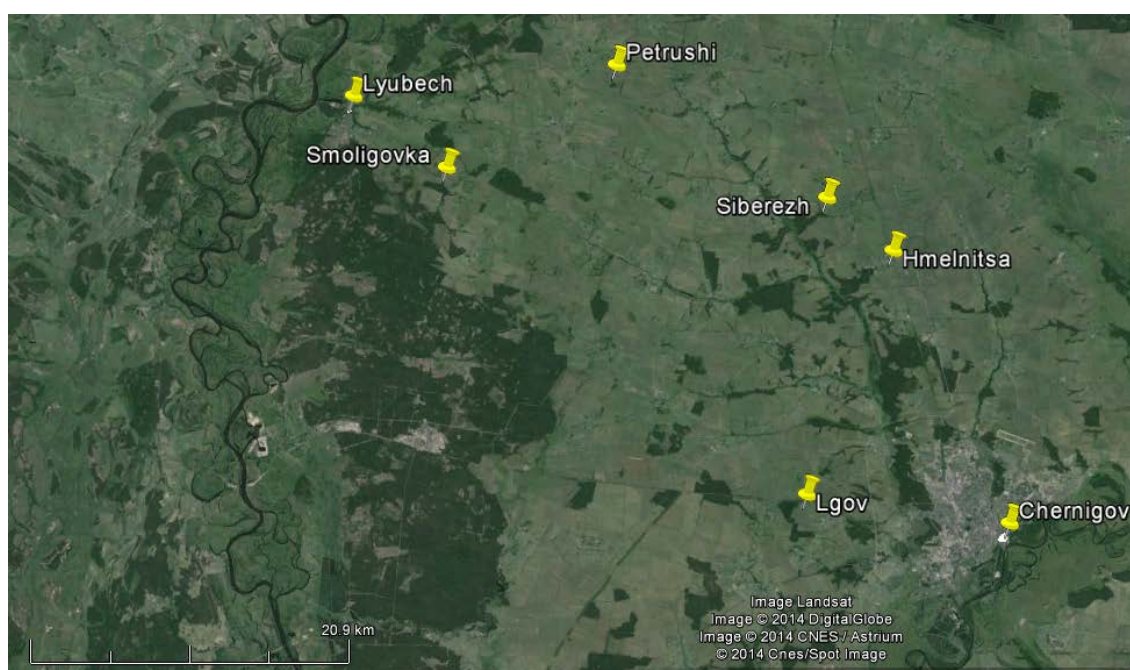 Petrushi
Lyubech
Smoligovka
Siberezh
Hmelnitsa
Lgov
Chernigov
Image Landsat
Image © 2014 DigitalGlobe
Image © 2014 CNES / Astrium
© 2014 Cnes/Spot Image
20.9 km